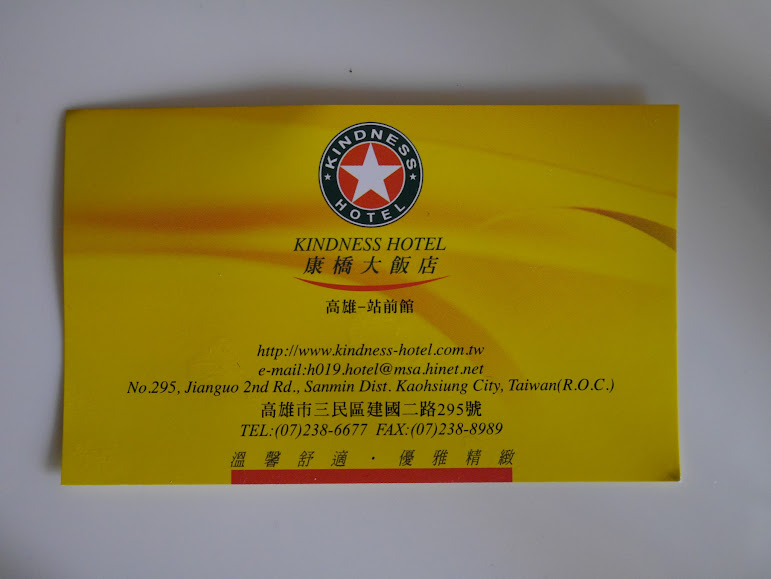 KINDNESS
HOTEL
KINDNESS HOTEL
康橋大飯店
高雄-站前館
http://www.kindness-hotel.com.tw
e-mail:h019.hotel@msa.hinet.net
No.295, Jianguo 2nd Rd., Sanmin Dist. Kaohsiung City, Taiwan(R.O.C.)
高雄市三民區建國二路295號
TEL:(07)238-6677 FAX:(07)238-8989
溫馨舒適・優雅精緻